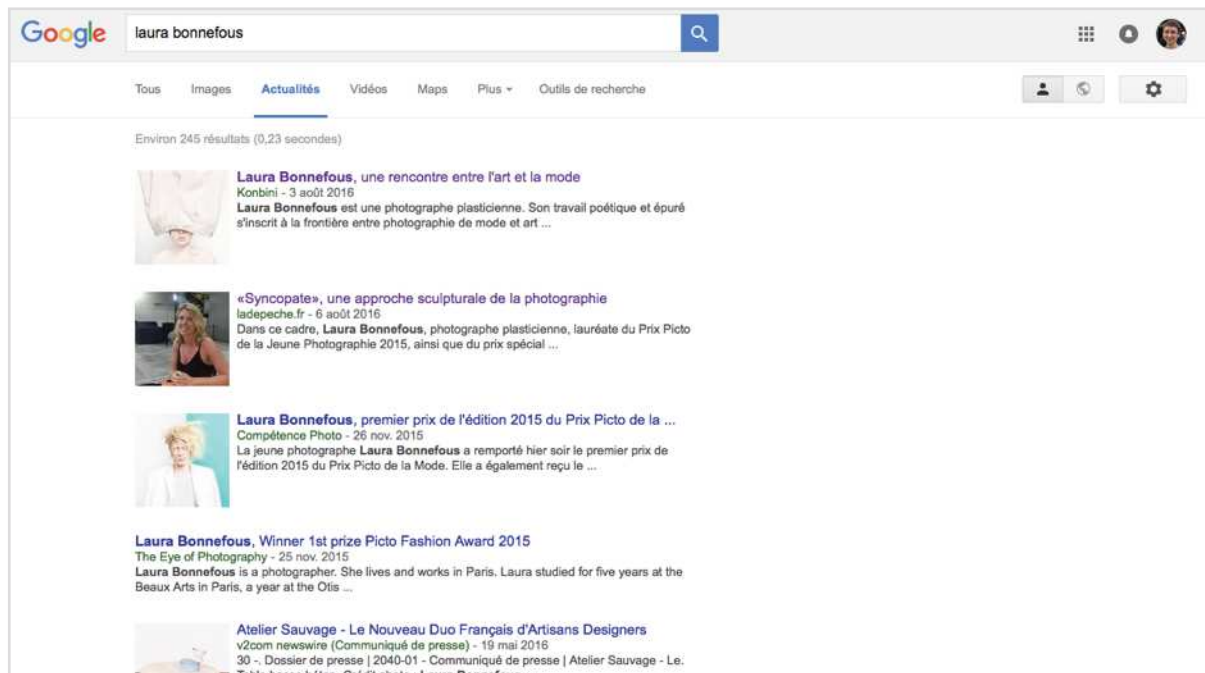 Google laura bonnefous
Tous Images Actualités Vidéos Maps Plus Outils de recherche
Environ 245 résultats (0,23 secondes)
Laura Bonnefous, une rencontre entre l'art et la mode
Konbini - 3 août 2016
Laura Bonnefous est une photographe plasticienne. Son travail poétique et épuré
s'inscrit à la frontière entre photographie de mode et art ...
«Syncopate», une approche sculpturale de la photographie
ladepeche.fr - 6 août 2016
Dans ce cadre, Laura Bonnefous, photographe plasticienne, lauréate du Prix Picto
de la Jeune Photographie 2015, ainsi que du prix spécial ...
Laura Bonnefous, premier prix de l'édition 2015 du Prix Picto de la ...
Compétence Photo - 26 nov. 2015
La jeune photographe Laura Bonnefous a remporté hier soir le premier prix de
l'édition 2015 du Prix Picto de la Mode. Elle a également reçu le ...
Laura Bonnefous, Winner 1st prize Picto Fashion Award 2015
The Eye of Photography - 25 nov. 2015
Laura Bonnefous is a photographer. She lives and works in Paris. Laura studied for five years at the
Beaux Arts in Paris, a year at the Otis ...
Atelier Sauvage - Le Nouveau Duo Français d'Artisans Designers
v2com newswire (Communiqué de presse) - 19 mai 2016
30 -. Dossier de presse | 2040-01 - Communiqué de presse | Atelier Sauvage - Le.